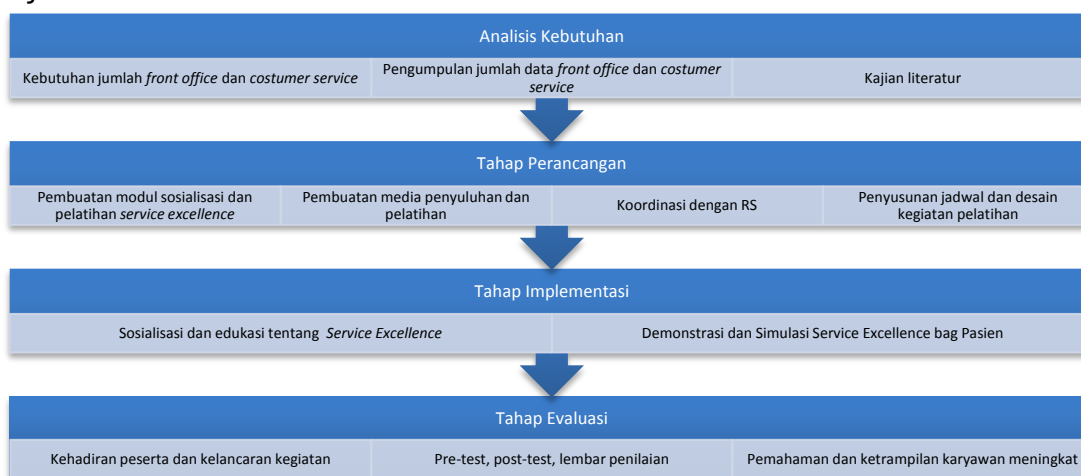 Analisis Kebutuhan
Kebutuhan jumlah front office dan costumer service
Pengumpulan jumlah data front office dan costumer
service
Kajian literatur
Tahap Perancangan
Pembuatan modul sosialisasi dan
pelatihan service excellence
Pembuatan media penyuluhan dan
pelatihan
Koordinasi dengan RS
Penyusunan jadwal dan desain
kegiatan pelatihan
Tahap Implementasi
Sosialisasi dan edukasi tentang Service Excellence
Demonstrasi dan Simulasi Service Excellence bag Pasien
Tahap Evaluasi
Kehadiran peserta dan kelancaran kegiatan
Pre-test, post-test, lembar penilaian
Pemahaman dan ketrampilan karyawan meningkat